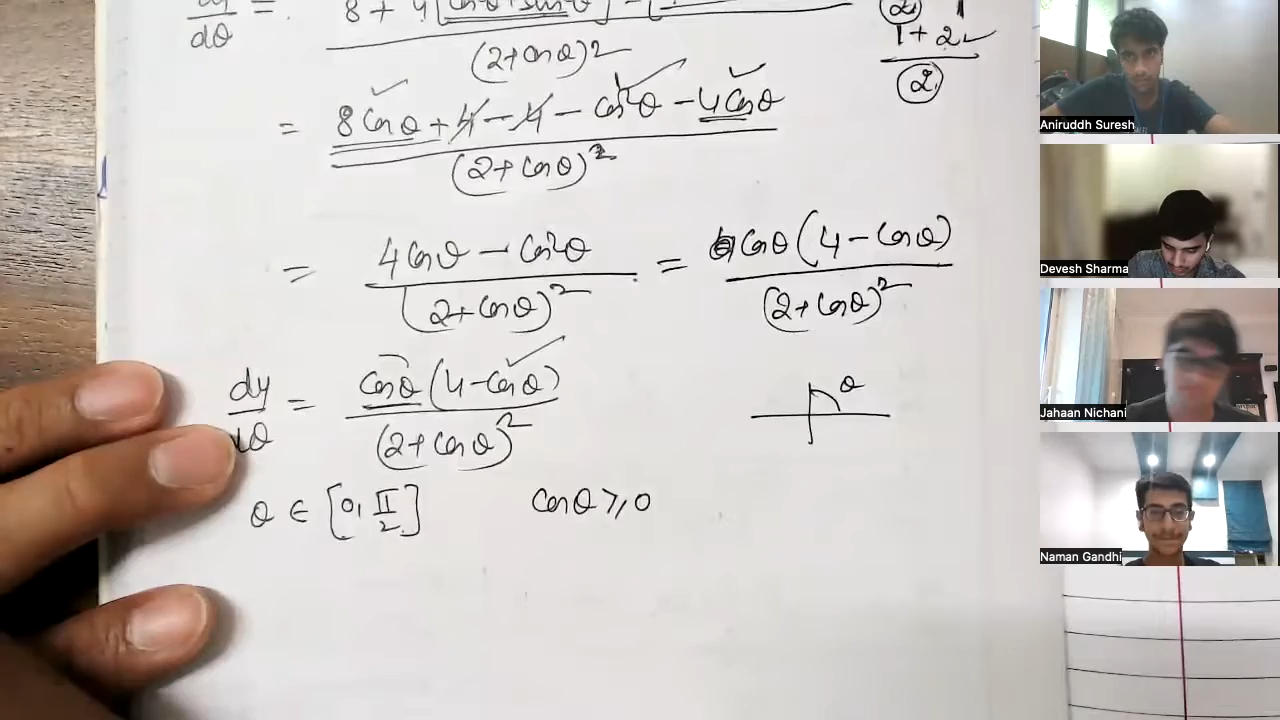 dy/dθ = 8 + 4[cosθ + sin²θ] - [
(2+cosθ)²
= 8cosθ + 4 - 4 - cos²θ - 4cosθ
(2+cosθ)²
= 4cosθ - cos²θ / (2+cosθ)² = cosθ(4 - cosθ) / (2+cosθ)²
dy/dθ = cosθ(4-cosθ) / (2+cosθ)²
θ
θ ∈ [0, π/2] cosθ ≥ 0
1 + 2
2
Aniruddh Suresh
Devesh Sharma
Jahaan Nichani
Naman Gandhi